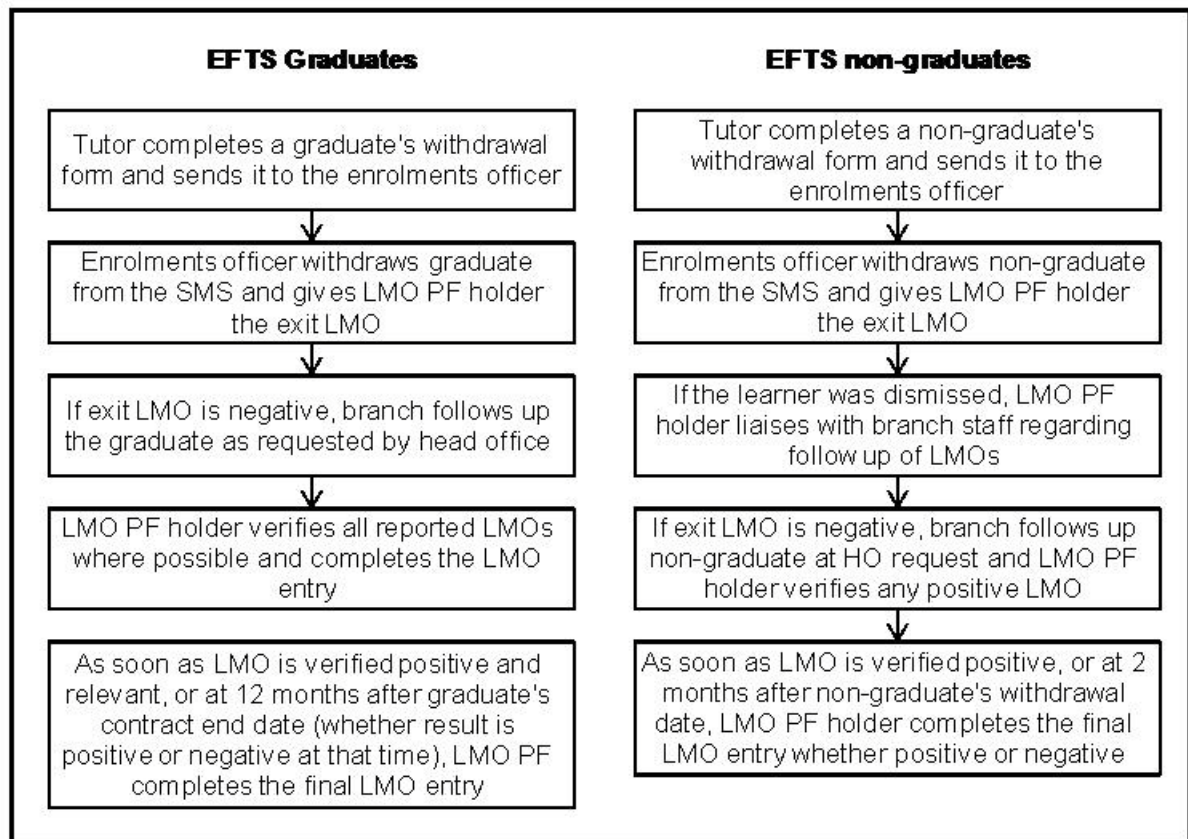 EFTS Graduates
Tutor completes a graduate's withdrawal
form and sends it to the enrolments officer
Enrolments officer withdraws graduate
from the SMS and gives LMO PF holder
the exit LMO
If exit LMO is negative, branch follows up
the graduate as requested by head office
LMO PF holder verifies all reported LMOs
where possible and completes the LMO
entry
As soon as LMO is verified positive and
relevant, or at 12 months after graduate's
contract end date (whether result is
positive or negative at that time), LMO PF
completes the final LMO entry
EFTS non-graduates
Tutor completes a non-graduate's
withdrawal form and sends it to the
enrolments officer
Enrolments officer withdraws non-graduate
from the SMS and gives LMO PF holder
the exit LMO
If the learner was dismissed, LMO PF
holder liaises with branch staff regarding
follow up of LMOs
If exit LMO is negative, branch follows up
non-graduate at HO request and LMO PF
holder verifies any positive LMO
As soon as LMO is verified positive, or at 2
months after non-graduate's withdrawal
date, LMO PF holder completes the final
LMO entry whether positive or negative